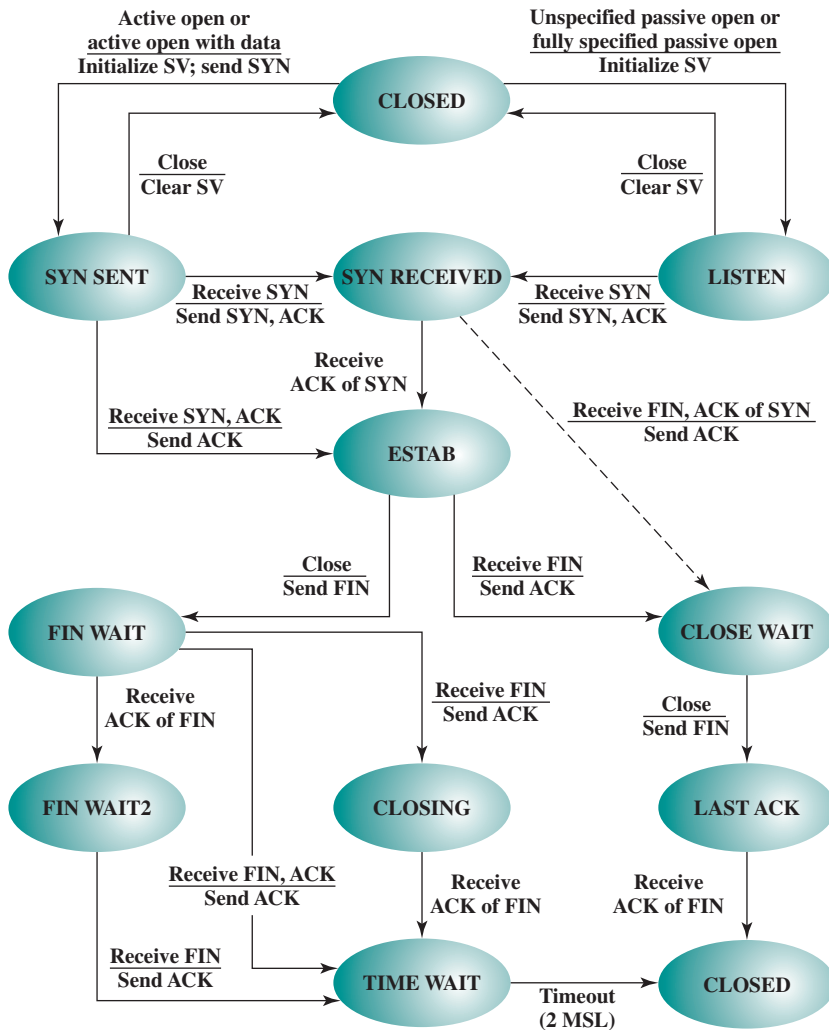 Active open or
active open with data
Initialize SV; send SYN
Unspecified passive open or
fully specified passive open
Initialize SV
CLOSED
Close
Clear SV
Close
Clear SV
SYN SENT
SYN RECEIVED
LISTEN
Receive SYN
Send SYN, ACK
Receive SYN
Send SYN, ACK
Receive
ACK of SYN
Receive SYN, ACK
Send ACK
Receive FIN, ACK of SYN
Send ACK
ESTAB
Close
Send FIN
Receive FIN
Send ACK
FIN WAIT
CLOSE WAIT
Receive
ACK of FIN
Receive FIN
Send ACK
Close
Send FIN
FIN WAIT2
CLOSING
LAST ACK
Receive FIN, ACK
Send ACK
Receive
ACK of FIN
Receive
ACK of FIN
Receive FIN
Send ACK
TIME WAIT
Timeout
(2 MSL)
CLOSED